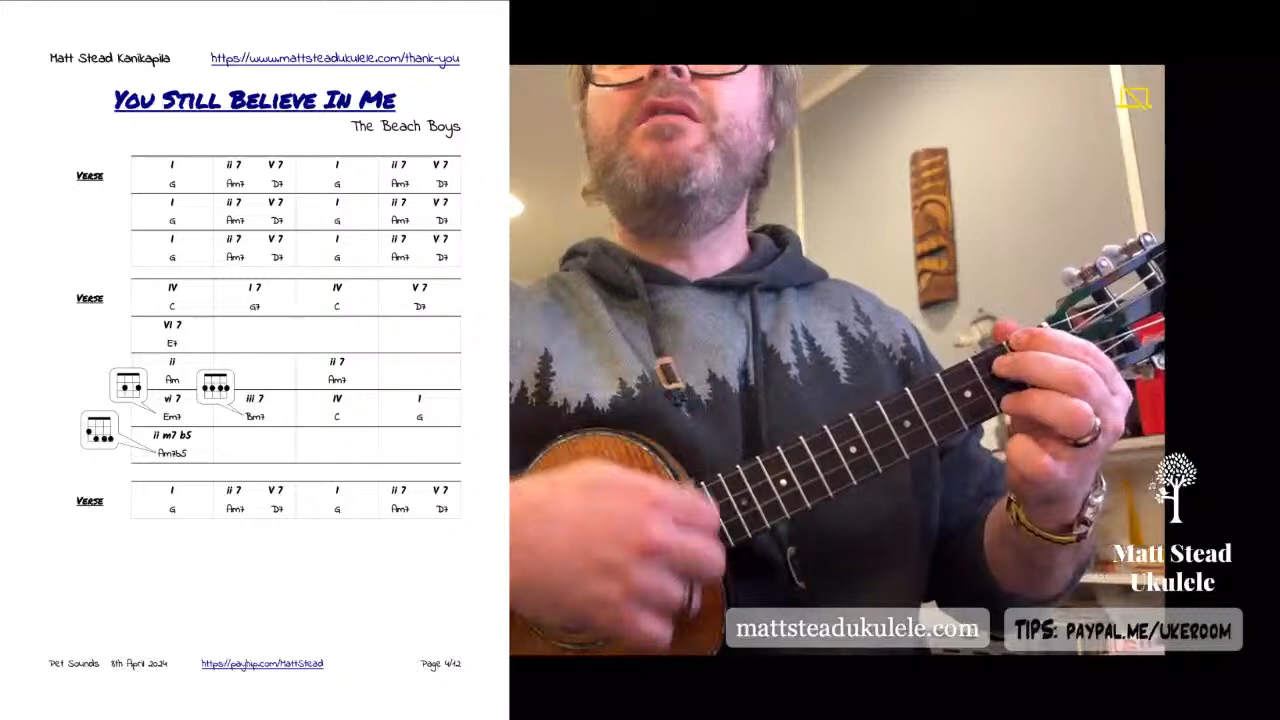 Matt Stead Kanikapila https://www.mattsteadukulele.com/thank-you
You Still Believe In Me
The Beach Boys
Verse
I ii 7 V 7 I ii 7 V 7
G Am7 D7 G Am7 D7
I ii 7 V 7 I ii 7 V 7
G Am7 D7 G Am7 D7
I ii 7 V 7 I ii 7 V 7
G Am7 D7 G Am7 D7
Verse
IV I 7 IV V 7
C G7 C D7
VI 7
E7
ii ii 7
Am Am7
vi 7 iii 7 IV I
Em7 Bm7 C G
ii m7 b5
Am7b5
Verse
I ii 7 V 7 I ii 7 V 7
G Am7 D7 G Am7 D7
Pet Sounds 8th April 2024 https://payhip.com/MattStead Page 4/12
Matt Stead
Ukulele
mattsteadukulele.com
TIPS: PAYPAL.ME/UKEROOM